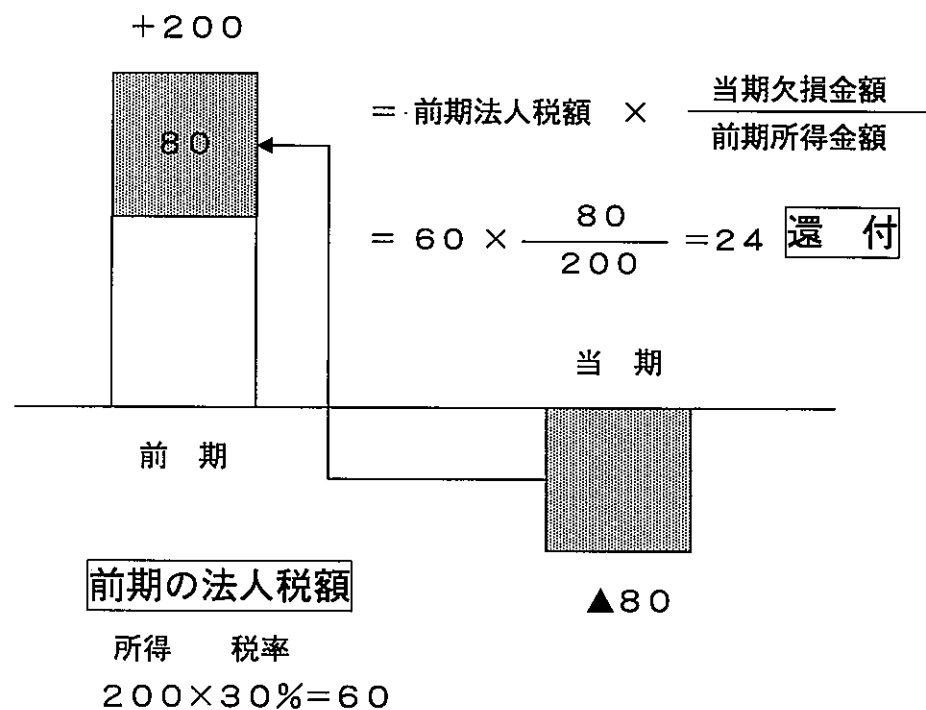 +200
80
= 前期法人税額 × 当期欠損金額
前期所得金額
= 60 × 80 =24 還 付
200
当 期
前 期
▲80
前期の法人税額
所得 税率
200×30%=60